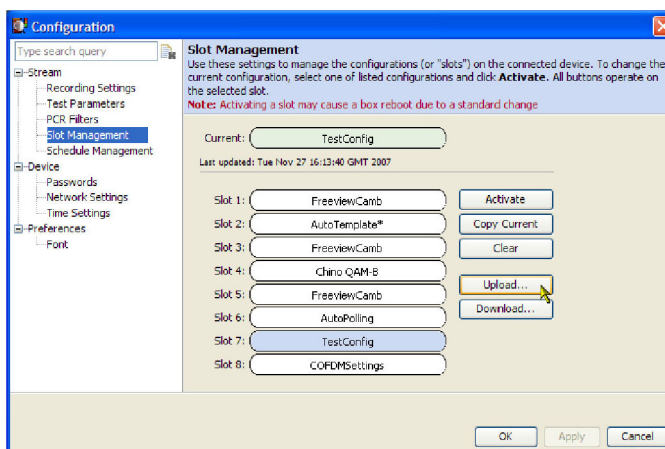 Configuration
Type search query
Stream
Recording Settings
Test Parameters
PCR Filters
Slot Management
Schedule Management
Device
Passwords
Network Settings
Time Settings
Preferences
Font
Slot Management
Use these settings to manage the configurations (or "slots") on the connected device. To change the
current configuration, select one of listed configurations and click Activate. All buttons operate on
the selected slot.
Note: Activating a slot may cause a box reboot due to a standard change
Current: TestConfig
Last updated: Tue Nov 27 16:13:40 GMT 2007
Slot 1: FreeviewCamb
Slot 2: AutoTemplate*
Slot 3: FreeviewCamb
Slot 4: Chino QAM-B
Slot 5: FreeviewCamb
Slot 6: AutoPolling
Slot 7: TestConfig
Slot 8: COFDMSettings
Activate
Copy Current
Clear
Upload...
Download...
OK Apply Cancel